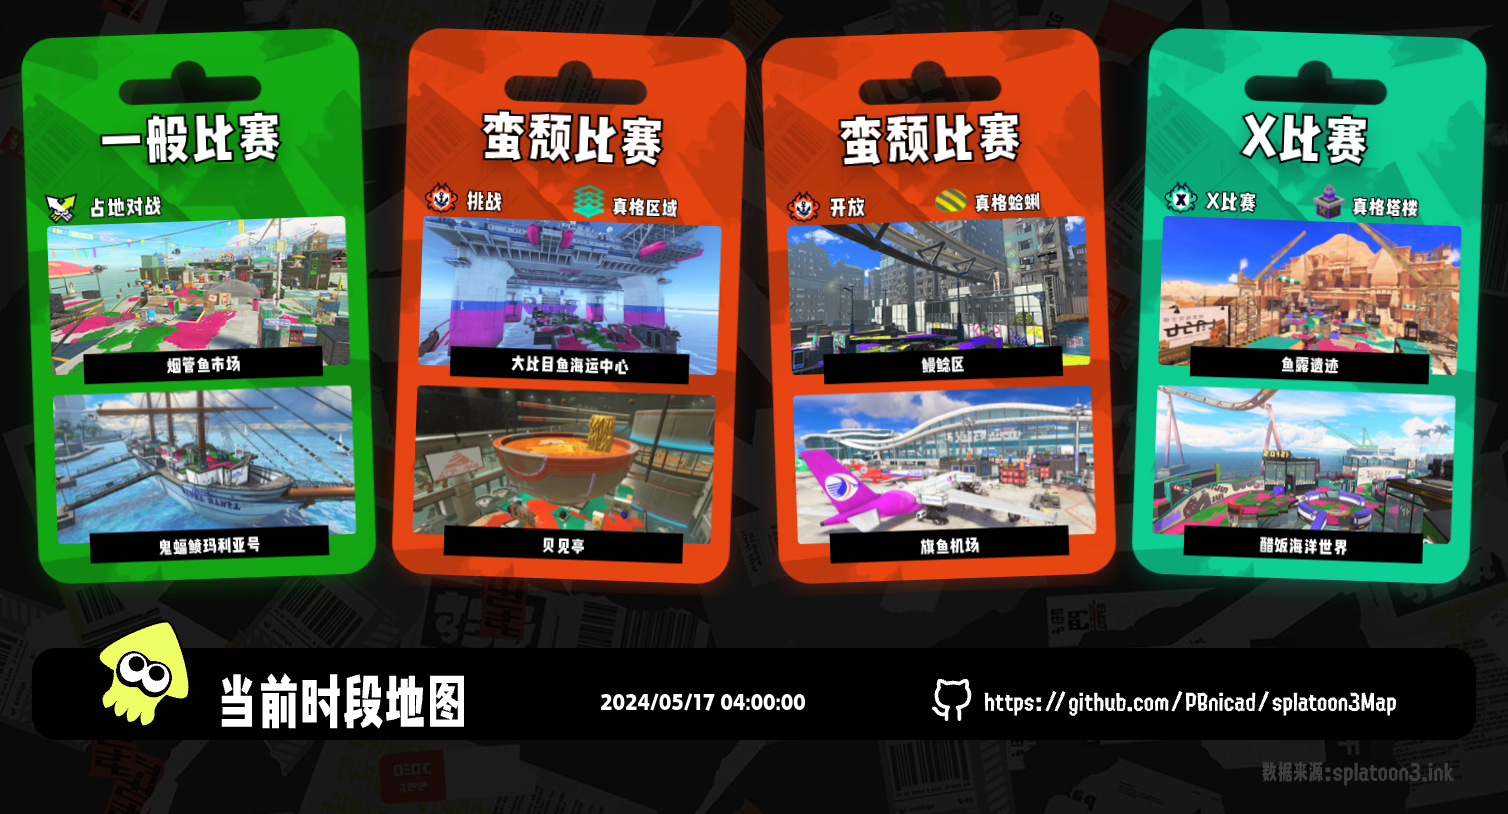 一般比赛
占地对战
烟管鱼市场
鬼蝠鲼玛利亚号
蛮颓比赛
挑战
真格区域
大比目鱼海运中心
贝见亭
蛮颓比赛
开放
真格蛤蜊
鳗鲶区
旗鱼机场
X比赛
X比赛
真格塔楼
鱼露遗迹
醋饭海洋世界
当前时段地图
2024/05/17 04:00:00
https://github.com/PBnicad/splatoon3Map
数据来源:splatoon3.ink